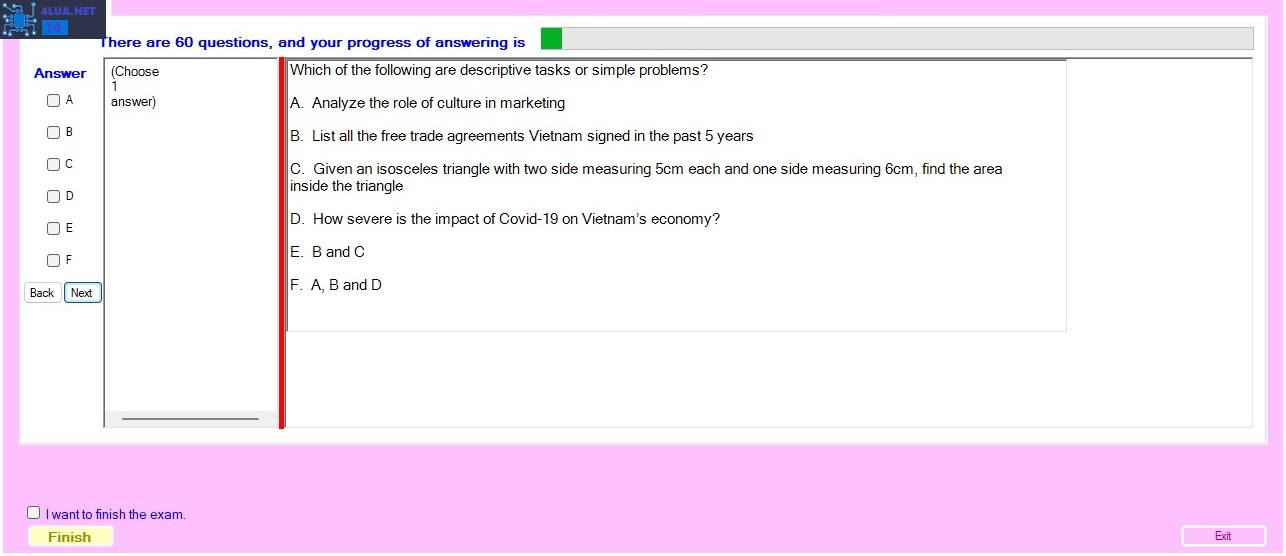 4LUA.NET
14
There are 60 questions, and your progress of answering is
Answer
A
B
C
D
E
F
Back Next
(Choose
1
answer)
Which of the following are descriptive tasks or simple problems?
A. Analyze the role of culture in marketing
B. List all the free trade agreements Vietnam signed in the past 5 years
C. Given an isosceles triangle with two side measuring 5cm each and one side measuring 6cm, find the area
inside the triangle
D. How severe is the impact of Covid-19 on Vietnam's economy?
E. B and C
F. A, B and D
I want to finish the exam.
Finish
Exit